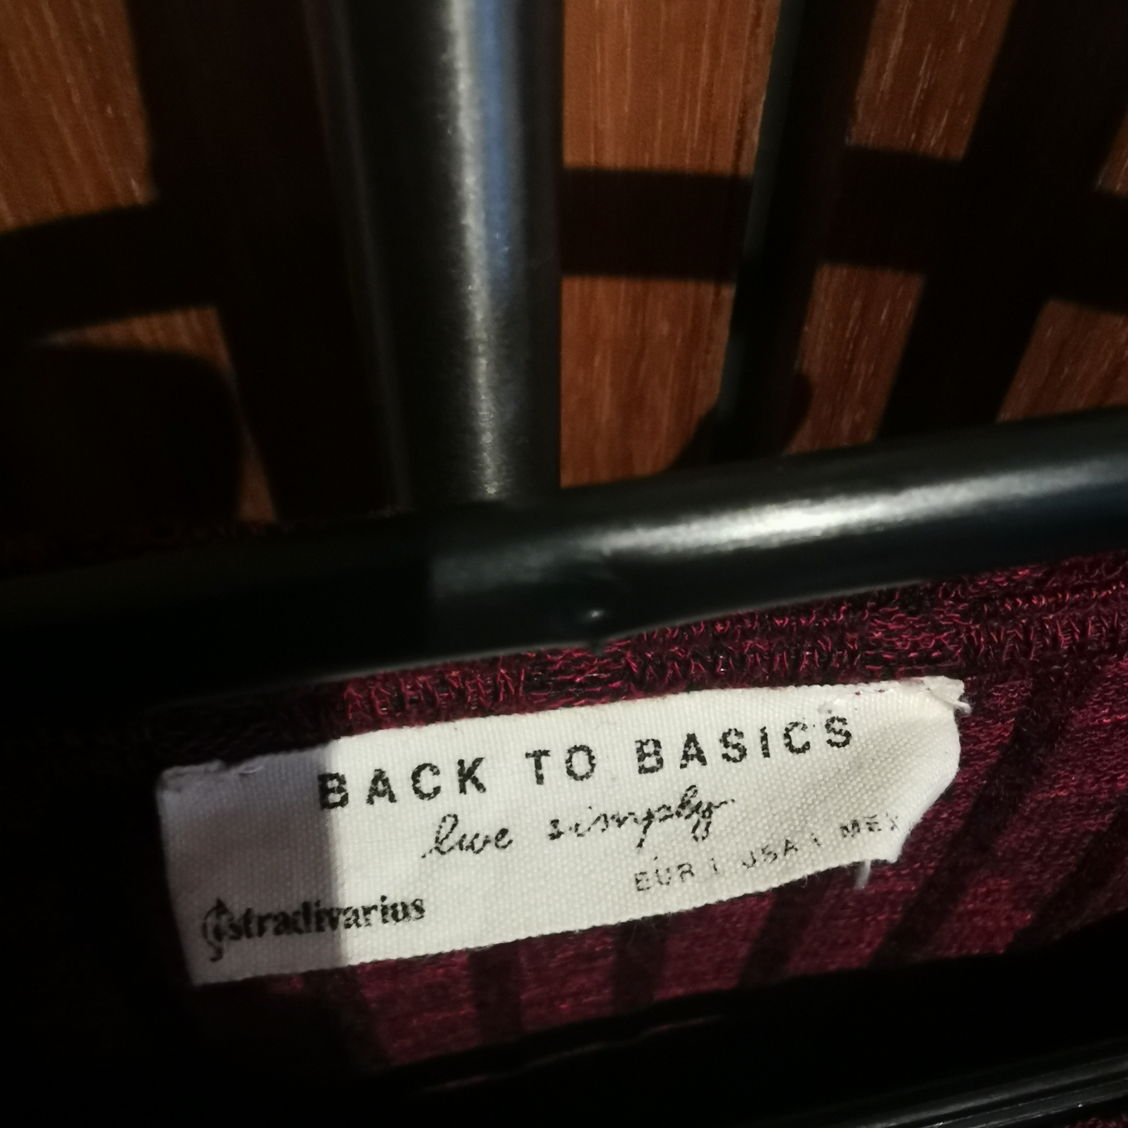 BACK TO BASICS
live simply.
EUR | USA | MEX
stradivarius